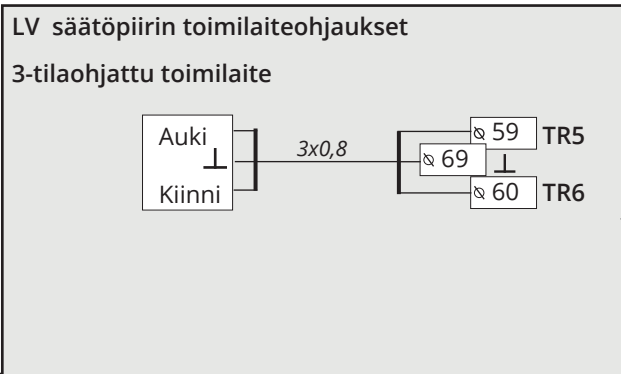 LV säätöpiirin toimilaiteohjaukset
3-tilaohjattu toimilaite
Auki
⊥
Kiinni
3x0,8
59 TR5
69 ⊥
60 TR6